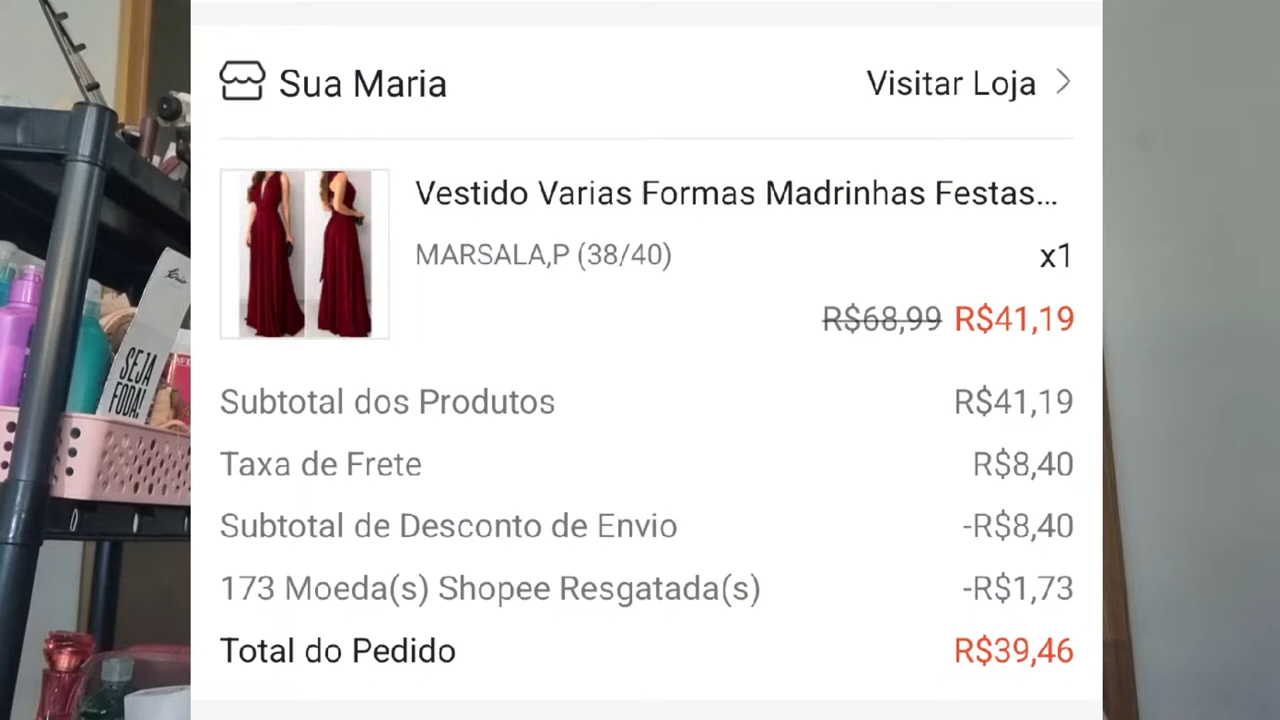 Sua Maria
Visitar Loja
Vestido Varias Formas Madrinhas Festas...
MARSALA,P (38/40)
x1
R$68,99 R$41,19
Subtotal dos Produtos R$41,19
Taxa de Frete R$8,40
Subtotal de Desconto de Envio -R$8,40
173 Moeda(s) Shopee Resgatada(s) -R$1,73
Total do Pedido R$39,46
SEJA
FODA!